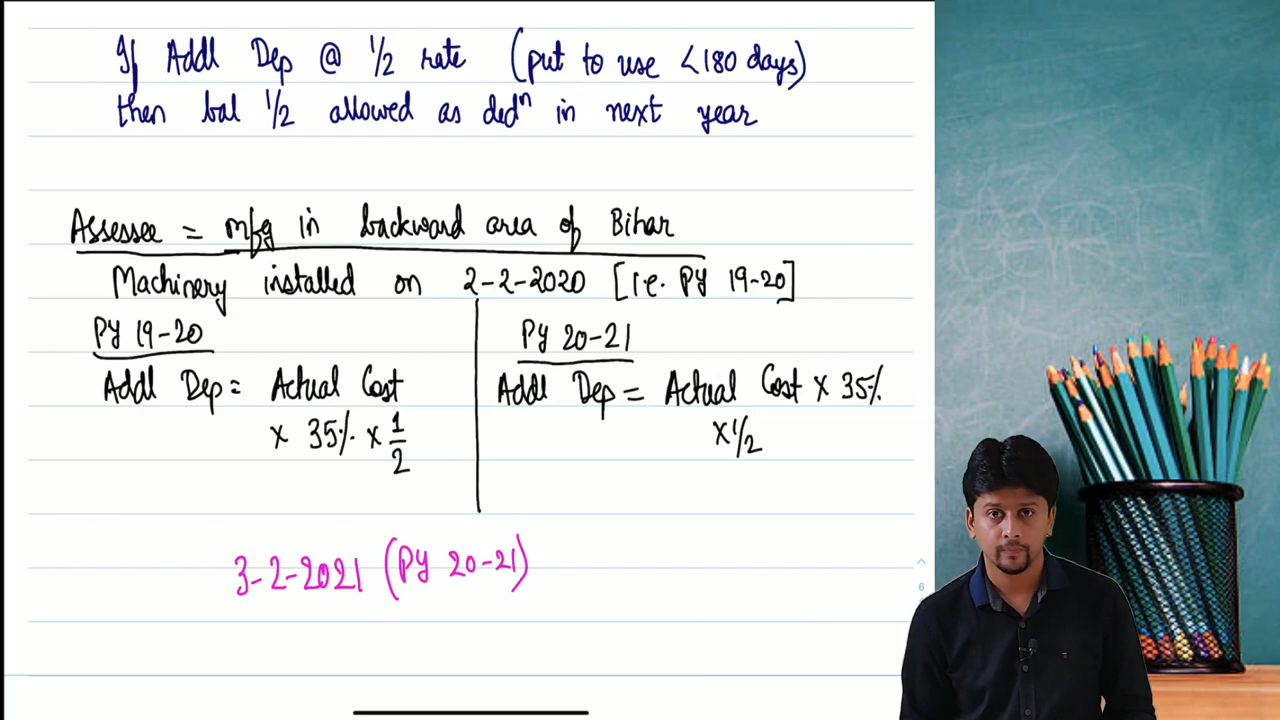 If Addl Dep @ 1/2 rate (put to use <180 days)
then bal 1/2 allowed as dedⁿ in next year
Assessee = mfg in backward area of Bihar
Machinery installed on 2-2-2020 [i.e. PY 19-20]
PY 19-20
Addl Dep = Actual Cost
x 35% x 1/2
PY 20-21
Addl Dep = Actual Cost x 35%
x 1/2
3-2-2021 (PY 20-21)
6